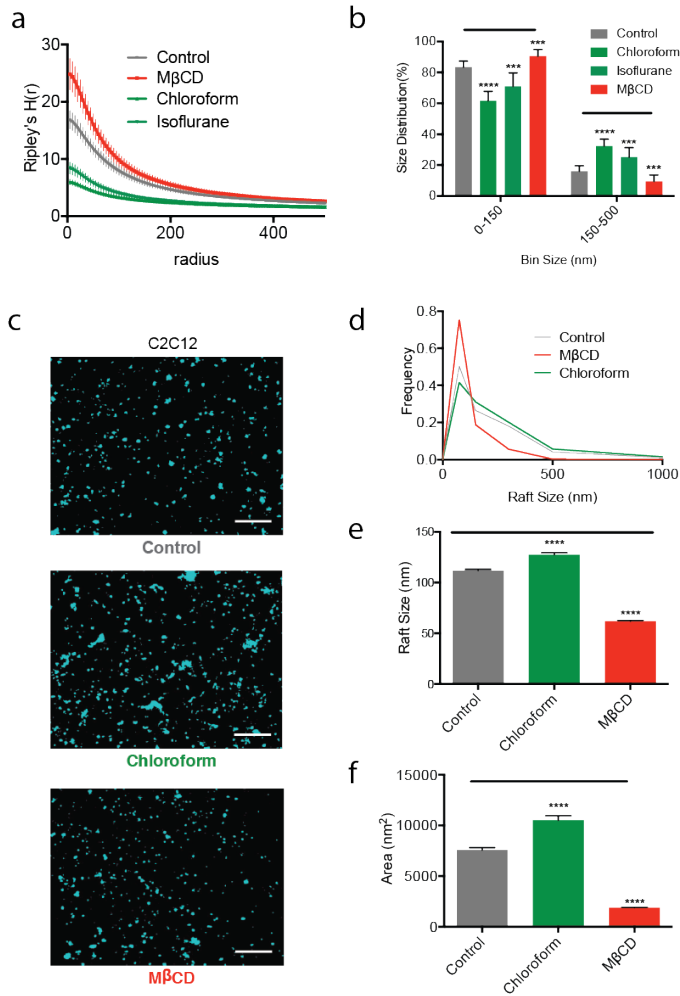 a
Ripley's H(r)
30
20
10
0
0
200
400
radius
Control
MβCD
Chloroform
Isoflurane
b
Size Distribution(%)
100
80
60
40
20
0
Control
Chloroform
Isoflurane
MβCD
****
***
***
****
***
***
0-150
150-500
Bin Size (nm)
c
C2C12
Control
Chloroform
MβCD
d
Frequency
0.8
0.6
0.4
0.2
0.0
0
500
1000
Raft Size (nm)
Control
MβCD
Chloroform
e
Raft Size (nm)
150
100
50
0
****
****
Control
Chloroform
MβCD
f
Area (nm²)
15000
10000
5000
0
****
****
Control
Chloroform
MβCD